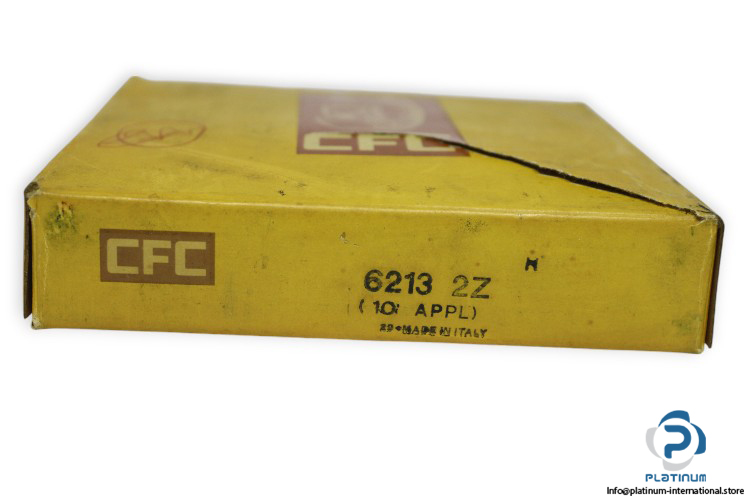 CFC
CFC
6213 2Z
(10 APPL)
MADE IN ITALY
PLATINUM
Info@platinum-international.store